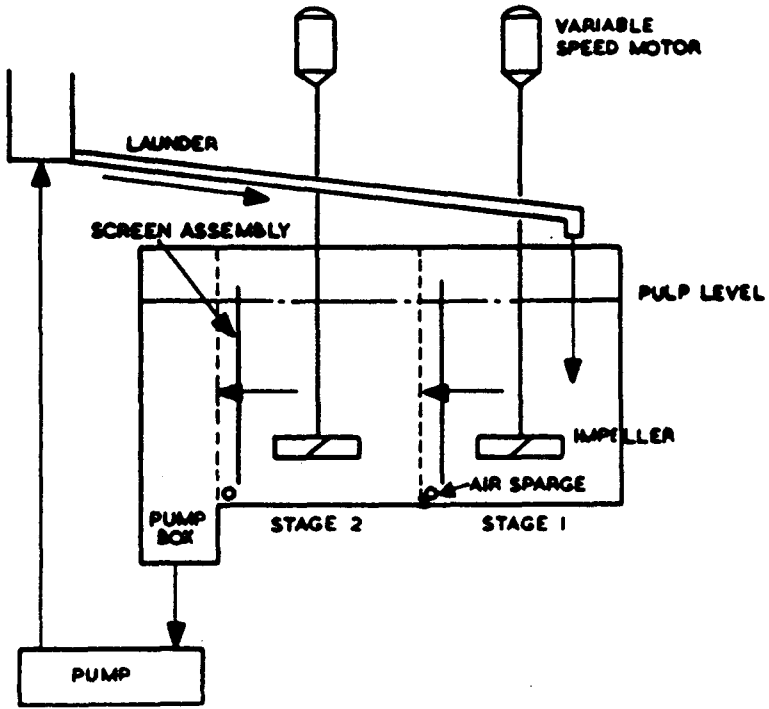 VARIABLE
SPEED MOTOR
LAUNDER
SCREEN ASSEMBLY
PULP LEVEL
IMPELLER
AIR SPARGE
PUMP
BOX
STAGE 2
STAGE 1
PUMP